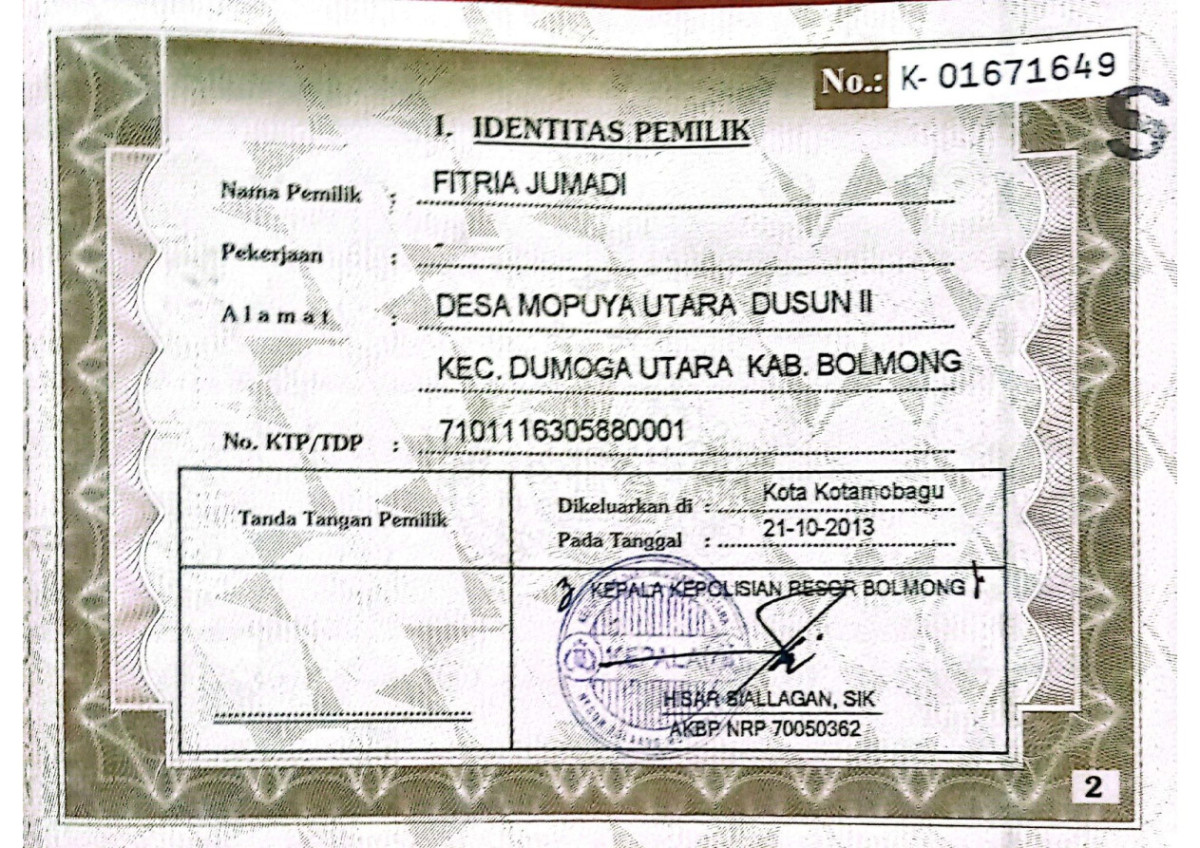 No.: K- 01671649
S
I. IDENTITAS PEMILIK
Nama Pemilik : FITRIA JUMADI
Pekerjaan : -
Alamat : DESA MOPUYA UTARA DUSUN II
KEC. DUMOGA UTARA KAB. BOLMONG
No. KTP/TDP : 7101116305880001
Tanda Tangan Pemilik
Dikeluarkan di : Kota Kotamobagu
Pada Tanggal : 21-10-2013
KEPALA KEPOLISIAN RESOR BOLMONG
KEPALA
HISAR SIALLAGAN, SIK
AKBP NRP 70050362
2